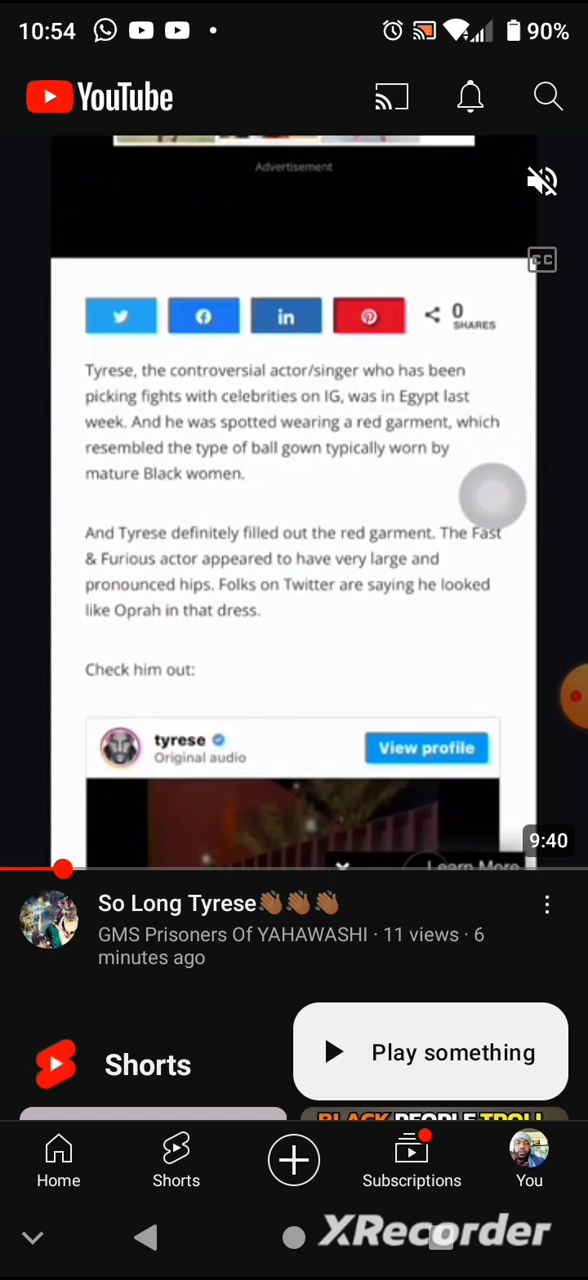 10:54
90%
YouTube
Advertisement
CC
0
SHARES
Tyrese, the controversial actor/singer who has been
picking fights with celebrities on IG, was in Egypt last
week. And he was spotted wearing a red garment, which
resembled the type of ball gown typically worn by
mature Black women.
And Tyrese definitely filled out the red garment. The Fast
& Furious actor appeared to have very large and
pronounced hips. Folks on Twitter are saying he looked
like Oprah in that dress.
Check him out:
tyrese
Original audio
View profile
Learn More
9:40
So Long Tyrese👋🏾👋🏾👋🏾
GMS Prisoners Of YAHAWASHI · 11 views · 6
minutes ago
Shorts
Play something
BLACK PEOPLE TROLL
Home
Shorts
Subscriptions
You
XRecorder